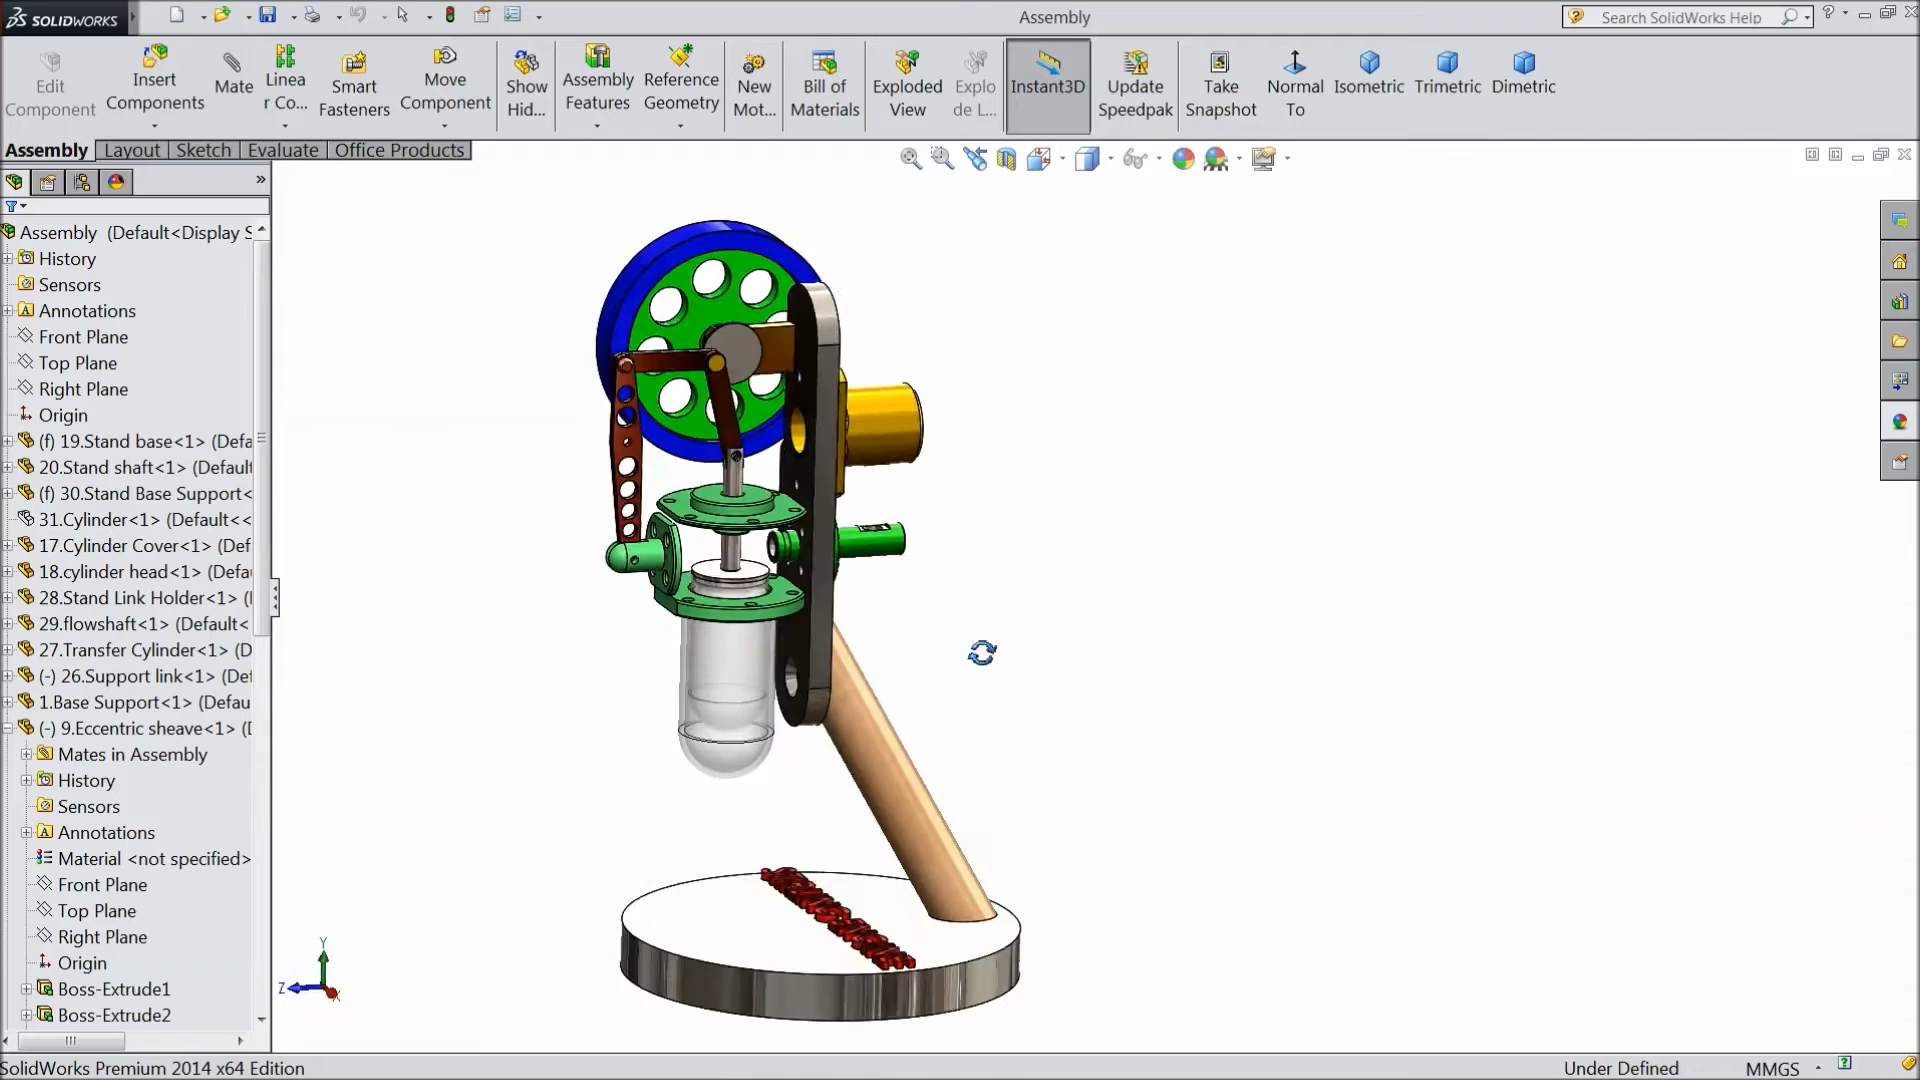 SOLIDWORKS
Assembly
Search SolidWorks Help
Edit Component
Insert Components
Mate
Linea r Co...
Smart Fasteners
Move Component
Show Hid...
Assembly Features
Reference Geometry
New Mot...
Bill of Materials
Exploded View
Explo de L...
Instant3D
Update Speedpak
Take Snapshot
Normal To
Isometric
Trimetric
Dimetric
Assembly
Layout
Sketch
Evaluate
Office Products
Assembly (Default<Display S
History
Sensors
Annotations
Front Plane
Top Plane
Right Plane
Origin
(f) 19.Stand base<1> (Defa
20.Stand shaft<1> (Default
(f) 30.Stand Base Support<
31.Cylinder<1> (Default<<
17.Cylinder Cover<1> (Def
18.cylinder head<1> (Defa
28.Stand Link Holder<1> (
29.flowshaft<1> (Default<
27.Transfer Cylinder<1> (D
(-) 26.Support link<1> (De
1.Base Support<1> (Defau
(-) 9.Eccentric sheave<1> (
Mates in Assembly
History
Sensors
Annotations
Material <not specified>
Front Plane
Top Plane
Right Plane
Origin
Boss-Extrude1
Boss-Extrude2
Y
Z
X
SolidWorks Premium 2014 x64 Edition
Under Defined
MMGS